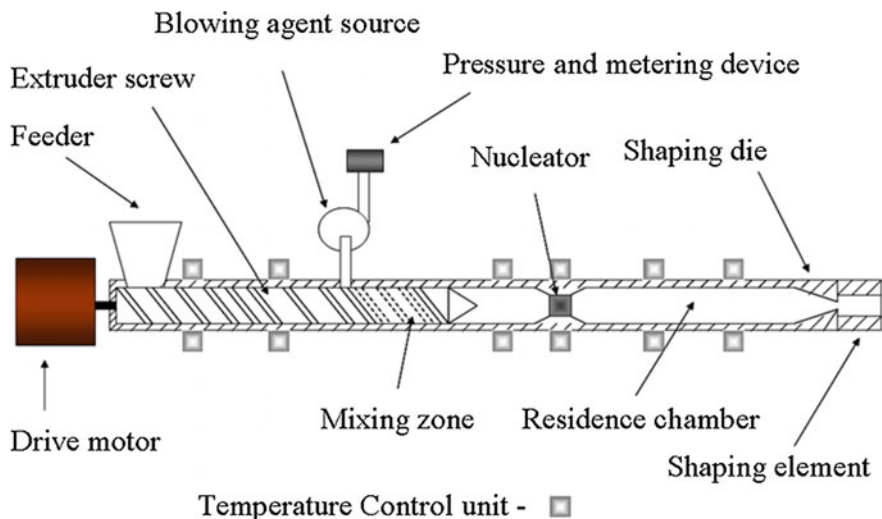 Blowing agent source
Pressure and metering device
Extruder screw
Feeder
Nucleator
Shaping die
Mixing zone
Residence chamber
Drive motor
Shaping element
Temperature Control unit -